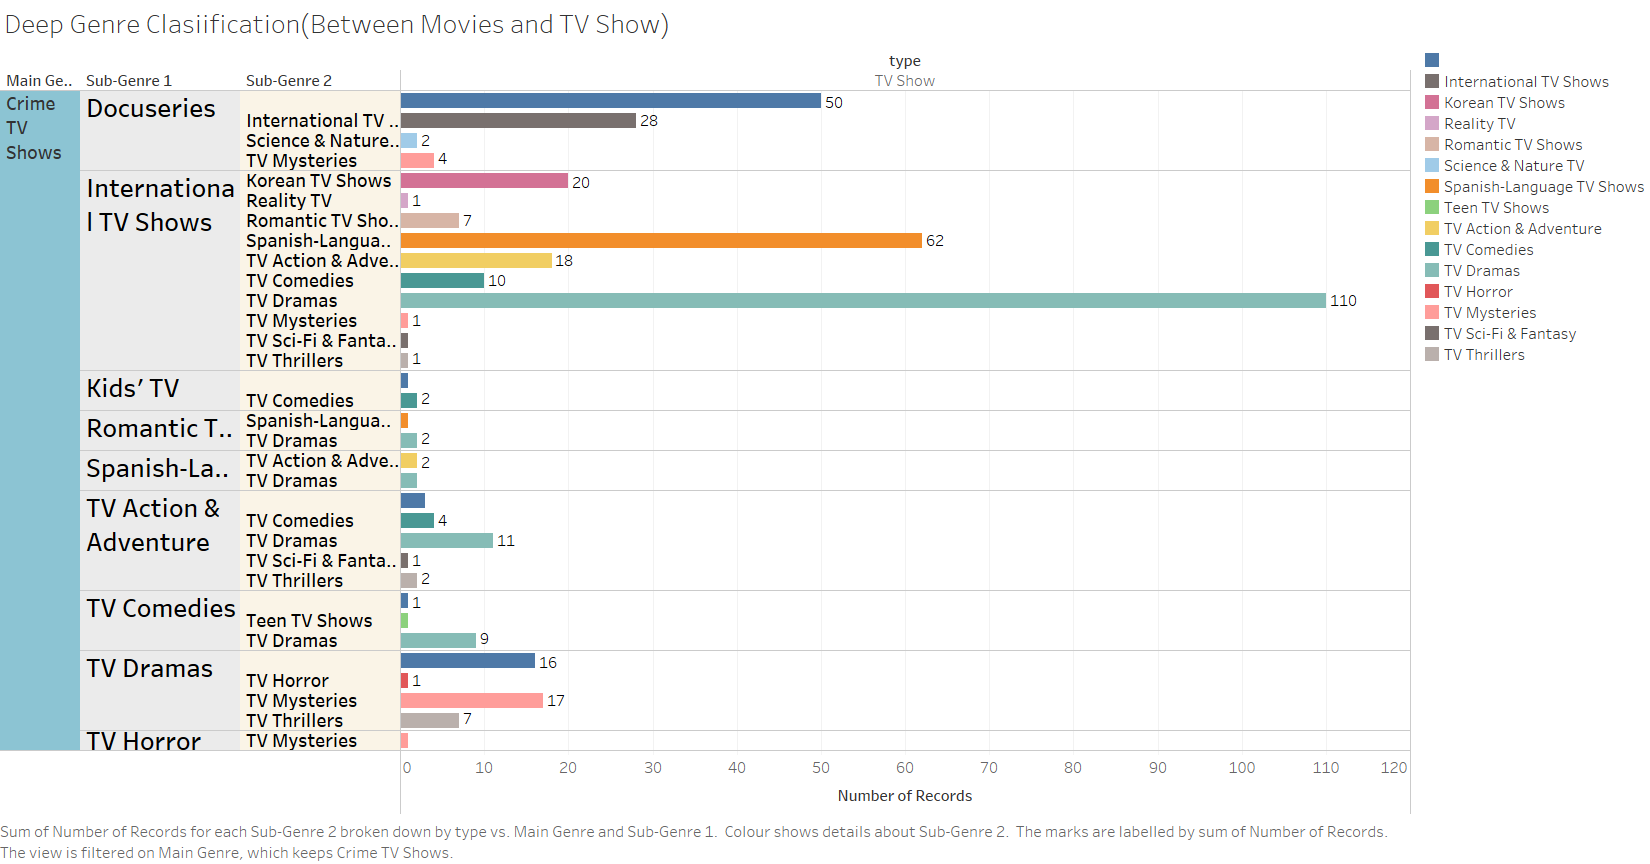 Deep Genre Clasiification(Between Movies and TV Show)
type
Main Ge.. Sub-Genre 1 Sub-Genre 2 TV Show
Crime
TV
Shows
Docuseries
50
International TV .. 28
Science & Nature.. 2
TV Mysteries 4
Internationa
l TV Shows
Korean TV Shows 20
Reality TV 1
Romantic TV Sho.. 7
Spanish-Langua.. 62
TV Action & Adve.. 18
TV Comedies 10
TV Dramas 110
TV Mysteries 1
TV Sci-Fi & Fanta..
TV Thrillers 1
Kids’ TV
TV Comedies 2
Romantic T..
Spanish-Langua..
TV Dramas 2
Spanish-La..
TV Action & Adve.. 2
TV Dramas
TV Action &
Adventure
TV Comedies 4
TV Dramas 11
TV Sci-Fi & Fanta.. 1
TV Thrillers 2
TV Comedies
1
Teen TV Shows
TV Dramas 9
TV Dramas
16
TV Horror 1
TV Mysteries 17
TV Thrillers 7
TV Horror
TV Mysteries
0 10 20 30 40 50 60 70 80 90 100 110 120
Number of Records
International TV Shows
Korean TV Shows
Reality TV
Romantic TV Shows
Science & Nature TV
Spanish-Language TV Shows
Teen TV Shows
TV Action & Adventure
TV Comedies
TV Dramas
TV Horror
TV Mysteries
TV Sci-Fi & Fantasy
TV Thrillers
Sum of Number of Records for each Sub-Genre 2 broken down by type vs. Main Genre and Sub-Genre 1. Colour shows details about Sub-Genre 2. The marks are labelled by sum of Number of Records.
The view is filtered on Main Genre, which keeps Crime TV Shows.